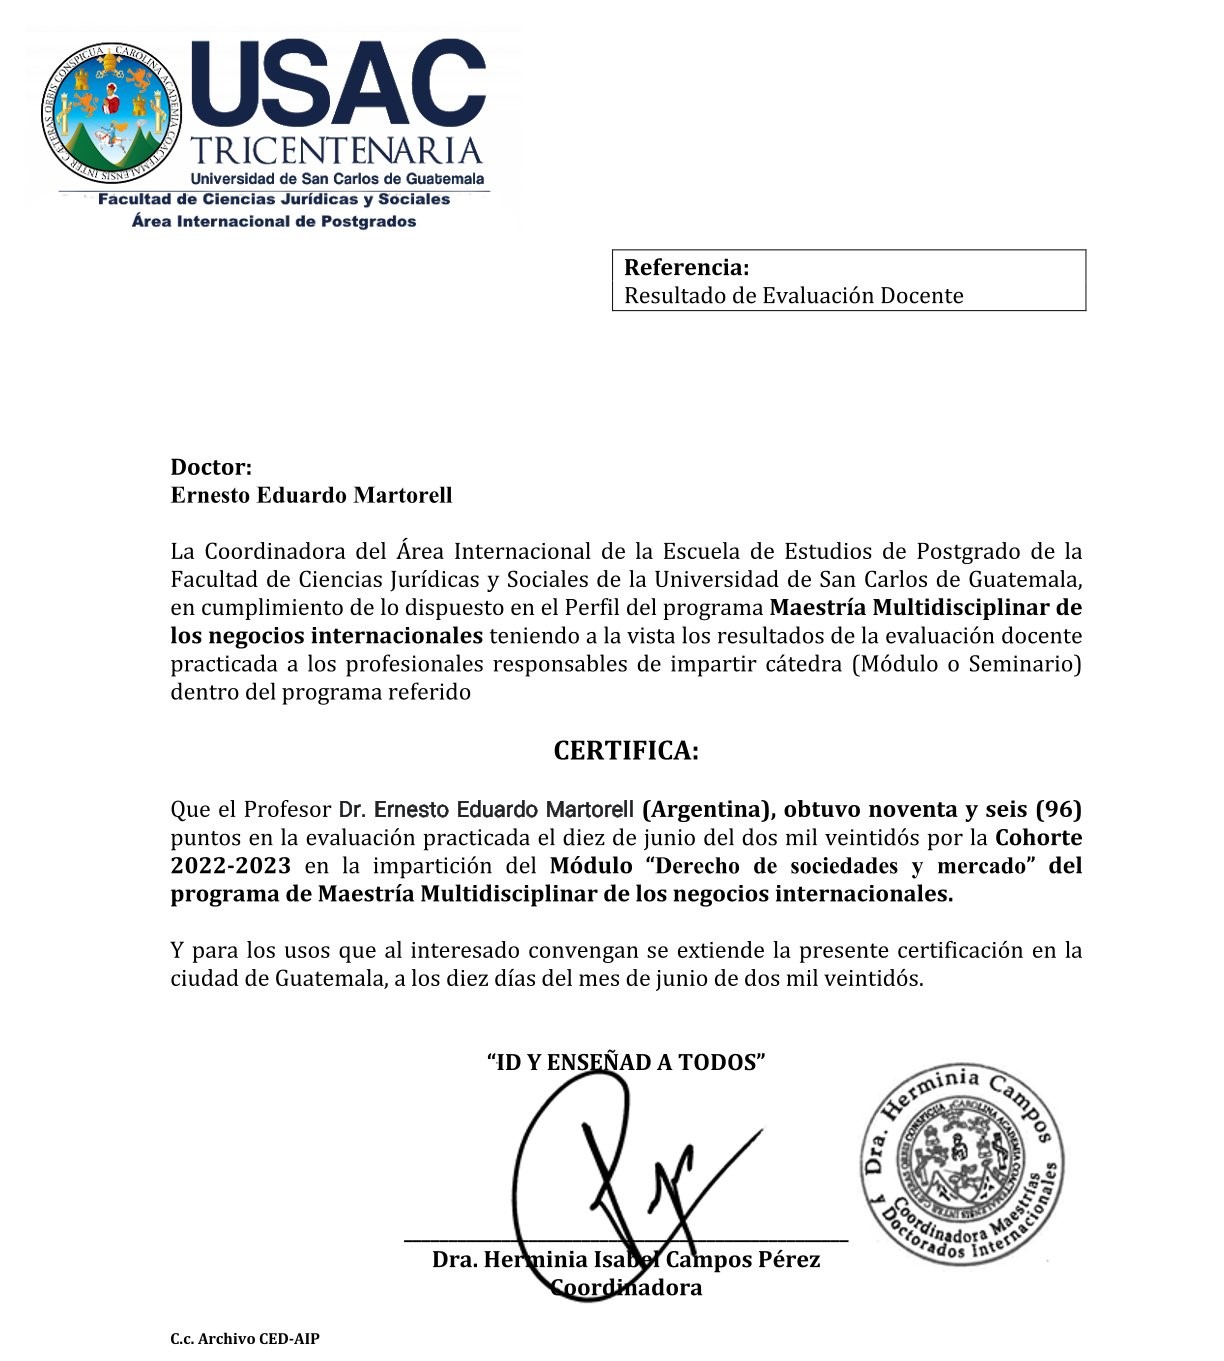 USAC
TRICENTENARIA
Universidad de San Carlos de Guatemala
Facultad de Ciencias Jurídicas y Sociales
Área Internacional de Postgrados
CAROLINA ACADEMIA COACTEMALENSIS INTER CÆTERAS ORBIS CONSPICUA
Referencia:
Resultado de Evaluación Docente
Doctor:
Ernesto Eduardo Martorell
La Coordinadora del Área Internacional de la Escuela de Estudios de Postgrado de la
Facultad de Ciencias Jurídicas y Sociales de la Universidad de San Carlos de Guatemala,
en cumplimiento de lo dispuesto en el Perfil del programa Maestría Multidisciplinar de
los negocios internacionales teniendo a la vista los resultados de la evaluación docente
practicada a los profesionales responsables de impartir cátedra (Módulo o Seminario)
dentro del programa referido
CERTIFICA:
Que el Profesor Dr. Ernesto Eduardo Martorell (Argentina), obtuvo noventa y seis (96)
puntos en la evaluación practicada el diez de junio del dos mil veintidós por la Cohorte
2022-2023 en la impartición del Módulo “Derecho de sociedades y mercado” del
programa de Maestría Multidisciplinar de los negocios internacionales.
Y para los usos que al interesado convengan se extiende la presente certificación en la
ciudad de Guatemala, a los diez días del mes de junio de dos mil veintidós.
“ID Y ENSEÑAD A TODOS”
Dra. Herminia Isabel Campos Pérez
Coordinadora
Dra. Herminia Campos
Coordinadora Maestrías
y Doctorados Internacionales
CAROLINA ACADEMIA COACTEMALENSIS INTER CÆTERAS ORBIS CONSPICUA
C.c. Archivo CED-AIP